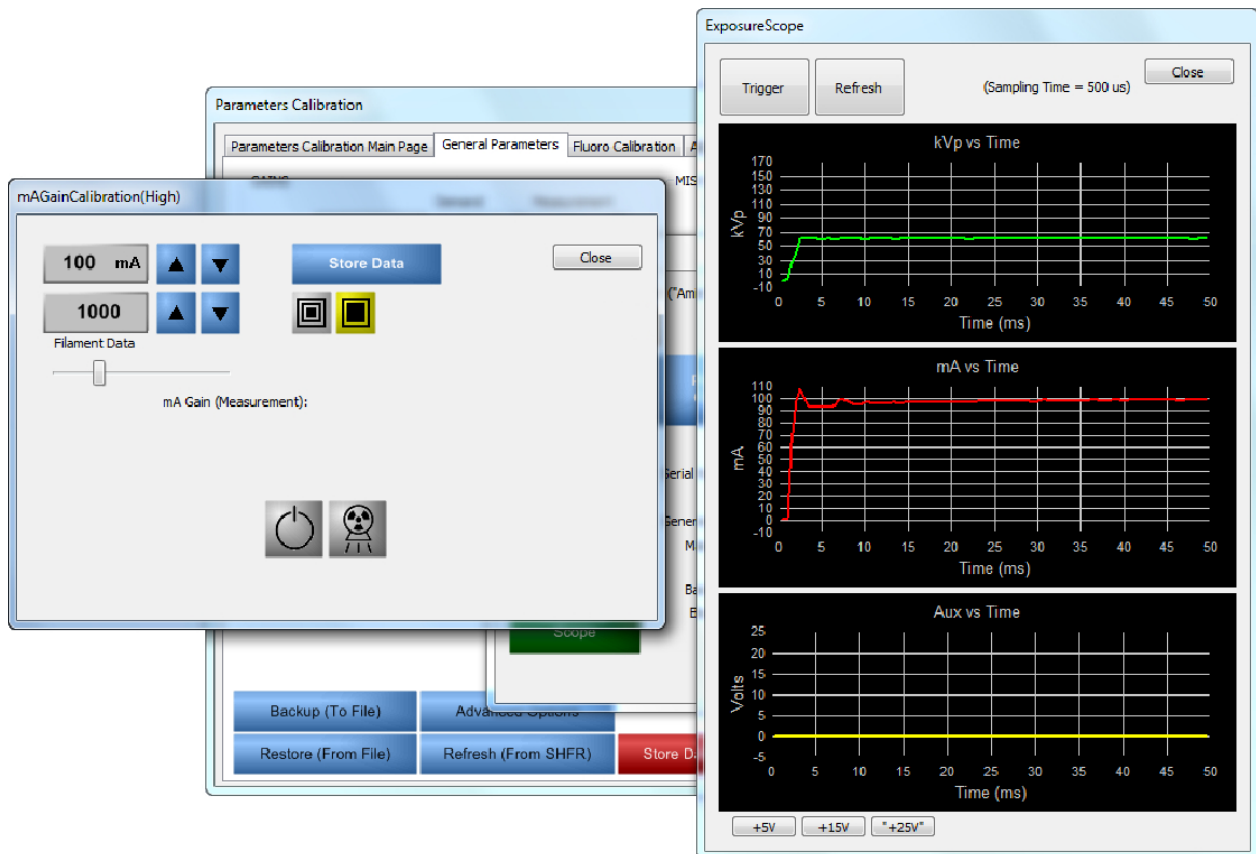 ExposureScope
Trigger
Refresh
(Sampling Time = 500 us)
Close
kVp vs Time
kVp
170
150
130
110
90
70
50
30
10
-10
0 5 10 15 20 25 30 35 40 45 50
Time (ms)
mA vs Time
mA
110
100
90
80
70
60
50
40
30
20
10
0
-10
0 5 10 15 20 25 30 35 40 45 50
Time (ms)
Aux vs Time
Volts
25
20
15
10
5
0
-5
0 5 10 15 20 25 30 35 40 45 50
Time (ms)
+5V
+15V
"+25V"
Parameters Calibration
Parameters Calibration Main Page
General Parameters
Fluoro Calibration
A
MIS
("Ami
Serial
Gener
M
Ba
Scope
Backup (To File)
Advanced Options
Restore (From File)
Refresh (From SHFR)
Store Da
mAGainCalibration(High)
100 mA
Store Data
Close
1000
Filament Data
mA Gain (Measurement):